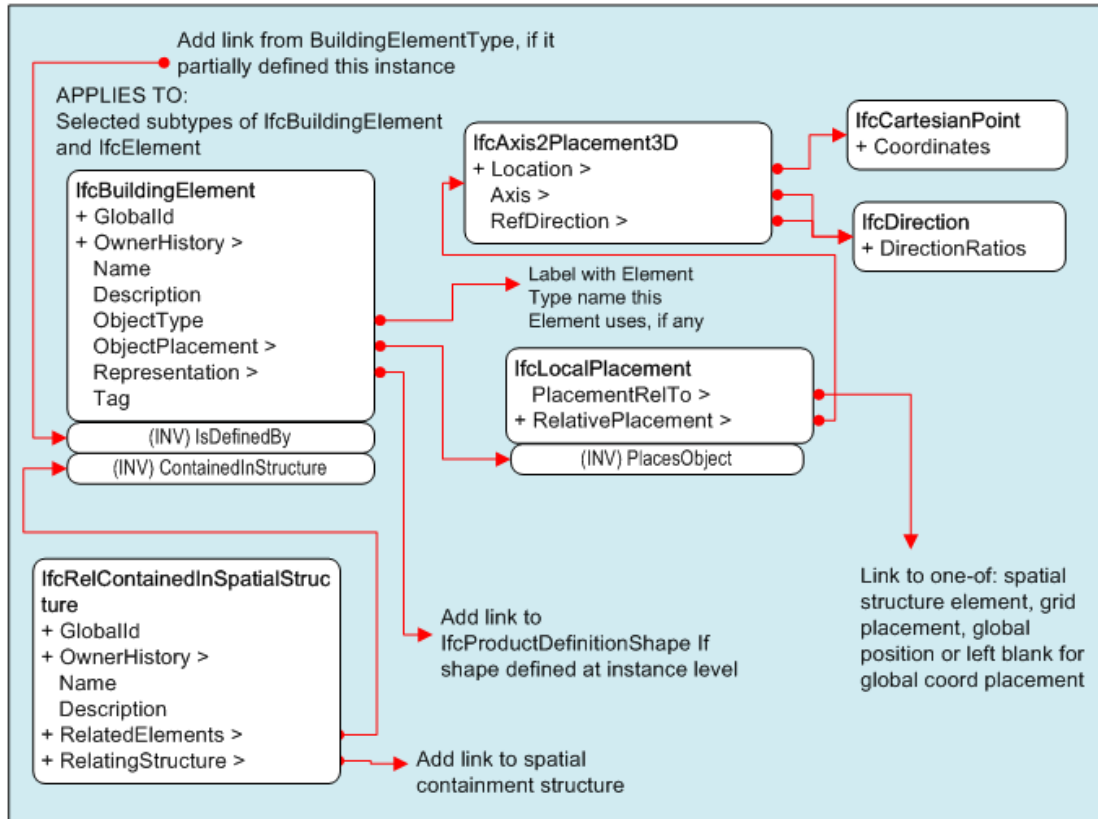 Add link from BuildingElementType, if it
partially defined this instance
APPLIES TO:
Selected subtypes of IfcBuildingElement
and IfcElement
IfcBuildingElement
+ GlobalId
+ OwnerHistory >
Name
Description
ObjectType
ObjectPlacement >
Representation >
Tag
(INV) IsDefinedBy
(INV) ContainedInStructure
IfcAxis2Placement3D
+ Location >
Axis >
RefDirection >
IfcCartesianPoint
+ Coordinates
IfcDirection
+ DirectionRatios
Label with Element
Type name this
Element uses, if any
IfcLocalPlacement
PlacementRelTo >
+ RelativePlacement >
(INV) PlacesObject
IfcRelContainedInSpatialStruc
ture
+ GlobalId
+ OwnerHistory >
Name
Description
+ RelatedElements >
+ RelatingStructure >
Add link to
IfcProductDefinitionShape If
shape defined at instance level
Add link to spatial
containment structure
Link to one-of: spatial
structure element, grid
placement, global
position or left blank for
global coord placement